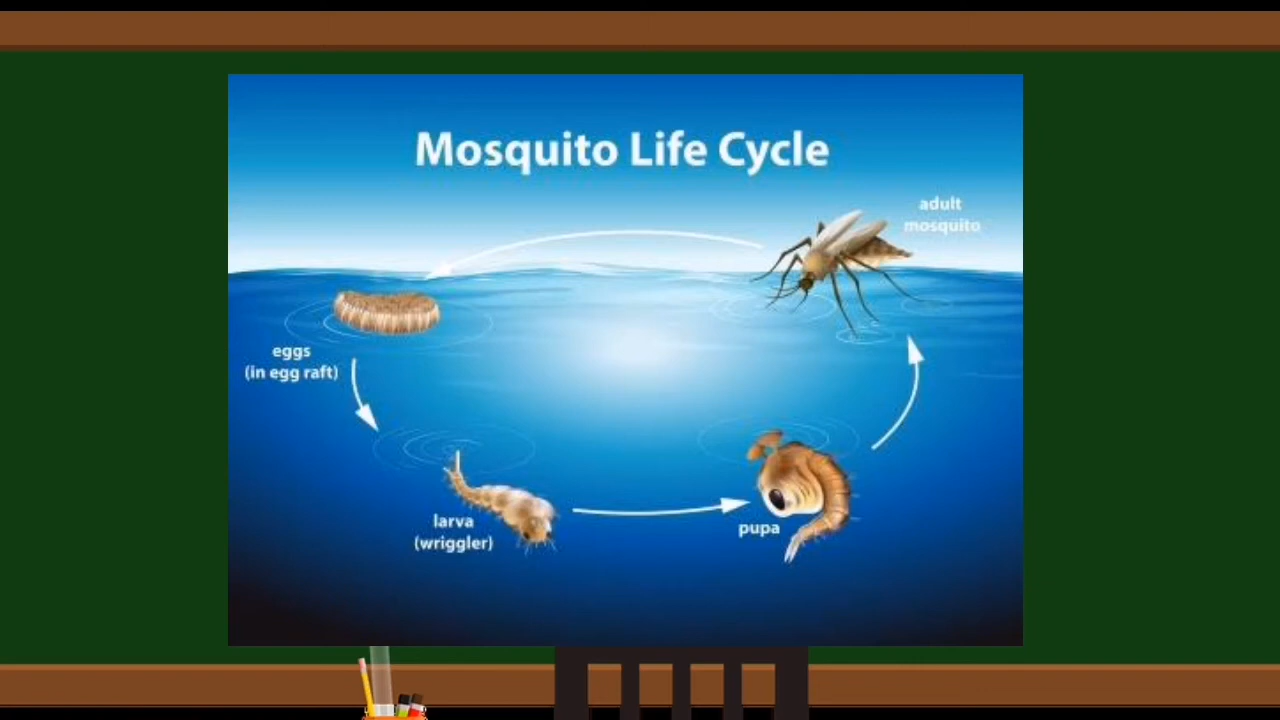 Mosquito Life Cycle
adult
mosquito
eggs
(in egg raft)
larva
(wriggler)
pupa